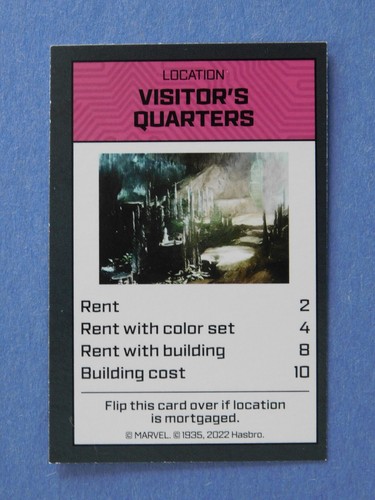 LOCATION
VISITOR'S
QUARTERS
Rent 2
Rent with color set 4
Rent with building 8
Building cost 10
Flip this card over if location
is mortgaged.
© MARVEL. © 1935, 2022 Hasbro.